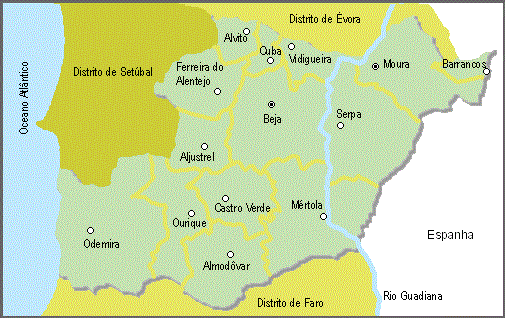 Distrito de Évora
Alvito
Cuba
Vidigueira
Moura
Barrancos
Ferreira do
Alentejo
Distrito de Setúbal
Oceano Atlántico
Beja
Serpa
Aljustrel
Castro Verde
Mértola
Ourique
Odemira
Espanha
Almodôvar
Rio Guadiana
Distrito de Faro